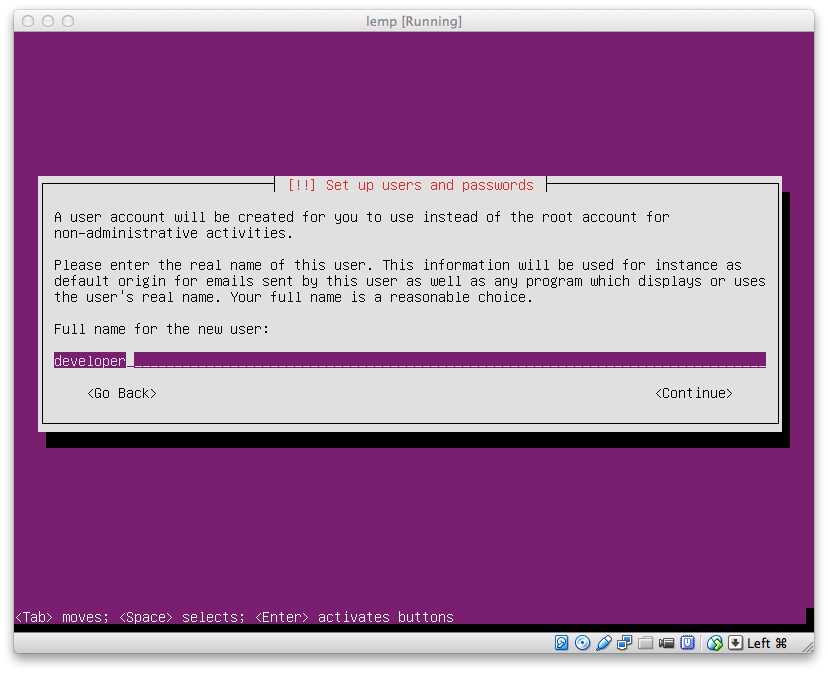 lemp [Running]
[!!] Set up users and passwords
A user account will be created for you to use instead of the root account for
non-administrative activities.
Please enter the real name of this user. This information will be used for instance as
default origin for emails sent by this user as well as any program which displays or uses
the user's real name. Your full name is a reasonable choice.
Full name for the new user:
developer
<Go Back> <Continue>
<Tab> moves; <Space> selects; <Enter> activates buttons
Left ⌘